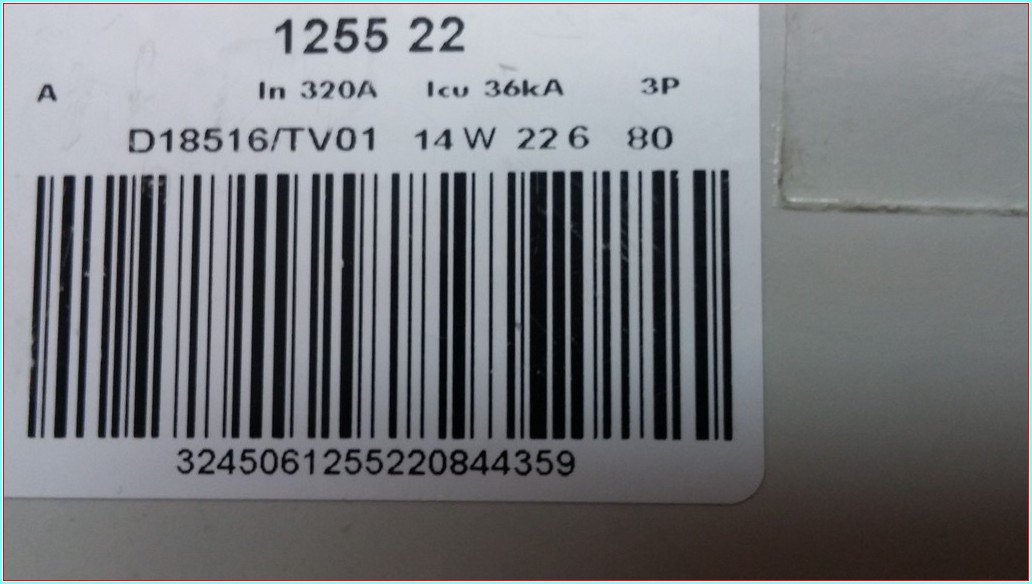 1255 22
A In 320A Icu 36kA 3P
D18516/TV01 14 W 22 6 80
3245061255220844359